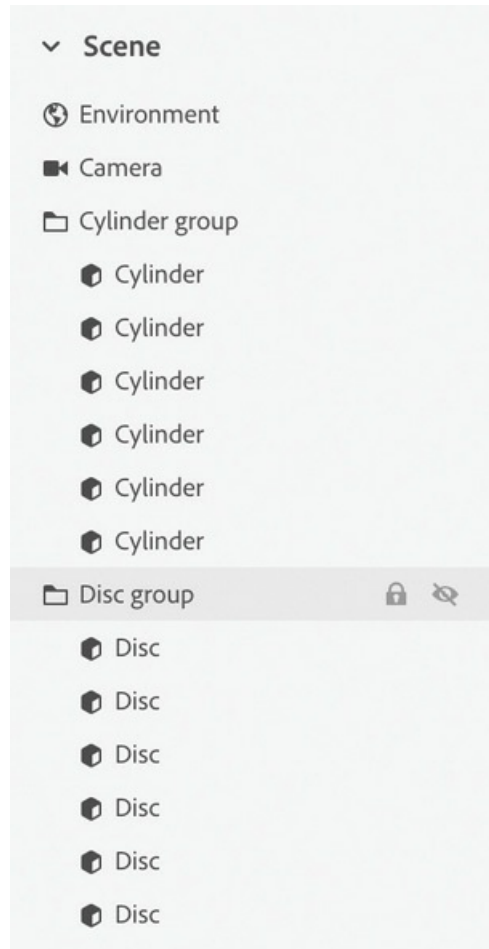 Scene
Environment
Camera
Cylinder group
Cylinder
Cylinder
Cylinder
Cylinder
Cylinder
Cylinder
Disc group
Disc
Disc
Disc
Disc
Disc
Disc